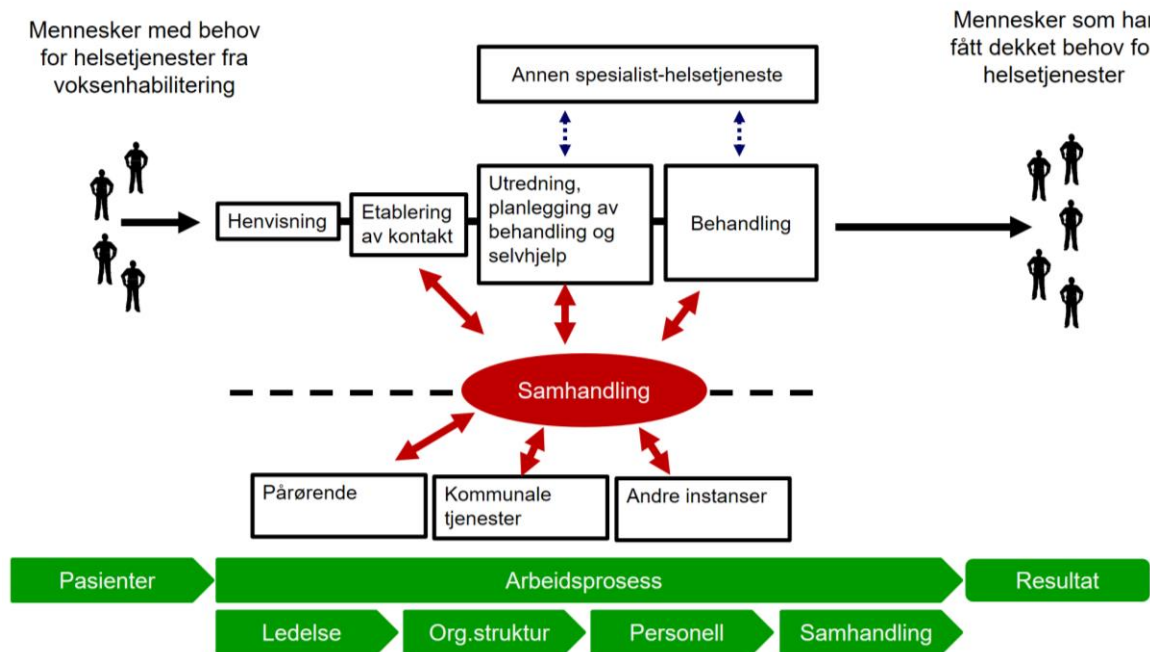 Mennesker med behov
for helsetjenester fra
voksenhabilitering
Mennesker som har
fått dekket behov fo
helsetjenester
Annen spesialist-helsetjeneste
Henvisning
Etablering
av kontakt
Utredning,
planlegging av
behandling og
selvhjelp
Behandling
Samhandling
Pårørende
Kommunale
tjenester
Andre instanser
Pasienter
Arbeidsprosess
Resultat
Ledelse
Org.struktur
Personell
Samhandling